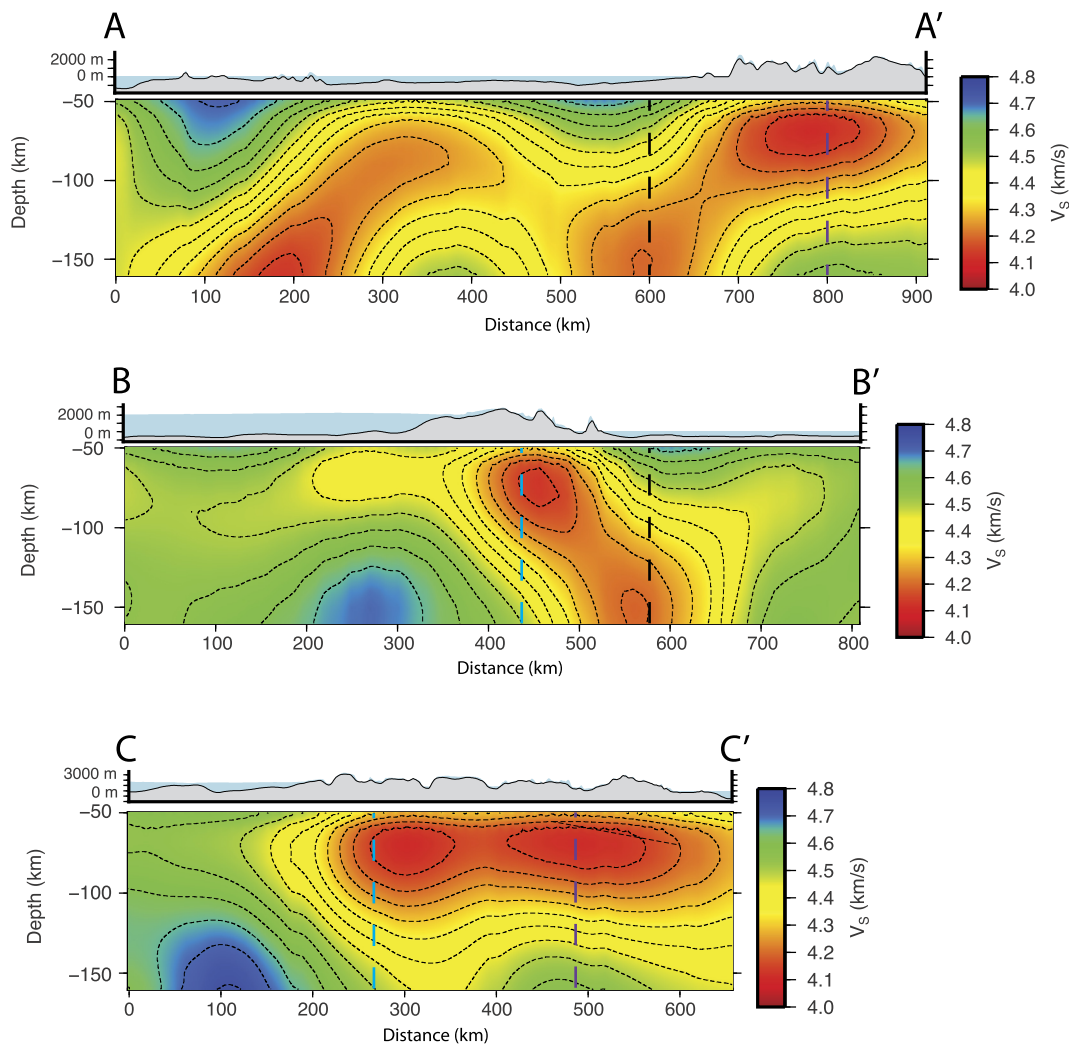 A A′
2000 m
0 m
−50
−100
−150
Depth (km)
0 100 200 300 400 500 600 700 800 900
Distance (km)
4.8
4.7
4.6
4.5
4.4
4.3
4.2
4.1
4.0
VS (km/s)
B B′
2000 m
0 m
−50
−100
−150
Depth (km)
0 100 200 300 400 500 600 700 800
Distance (km)
4.8
4.7
4.6
4.5
4.4
4.3
4.2
4.1
4.0
VS (km/s)
C C′
3000 m
0 m
−50
−100
−150
Depth (km)
0 100 200 300 400 500 600
Distance (km)
4.8
4.7
4.6
4.5
4.4
4.3
4.2
4.1
4.0
VS (km/s)